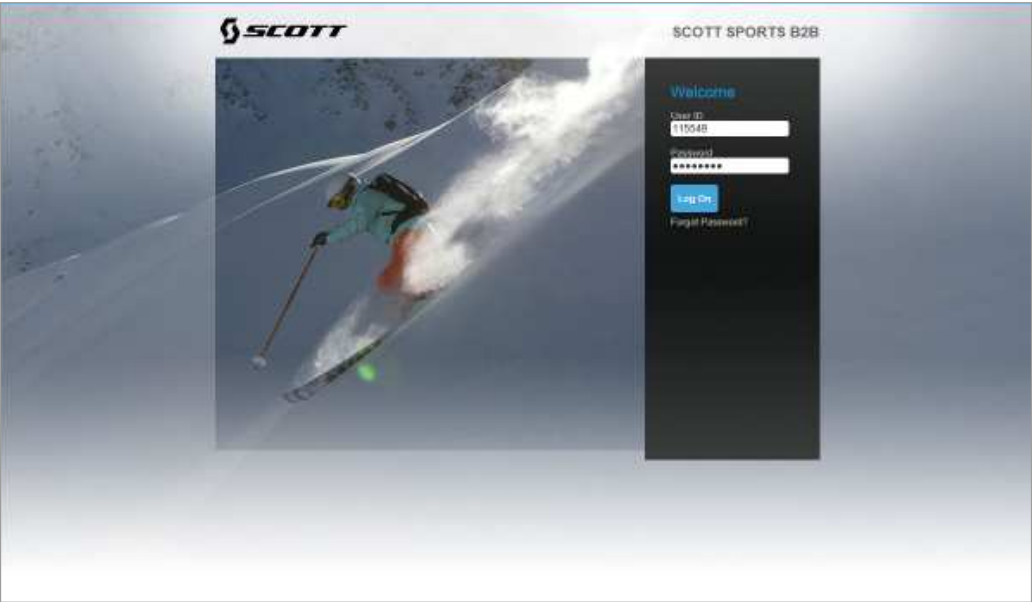 SCOTT
SCOTT SPORTS B2B
Welcome
User ID
115548
Password
••••••••
Log On
Forgot Password?